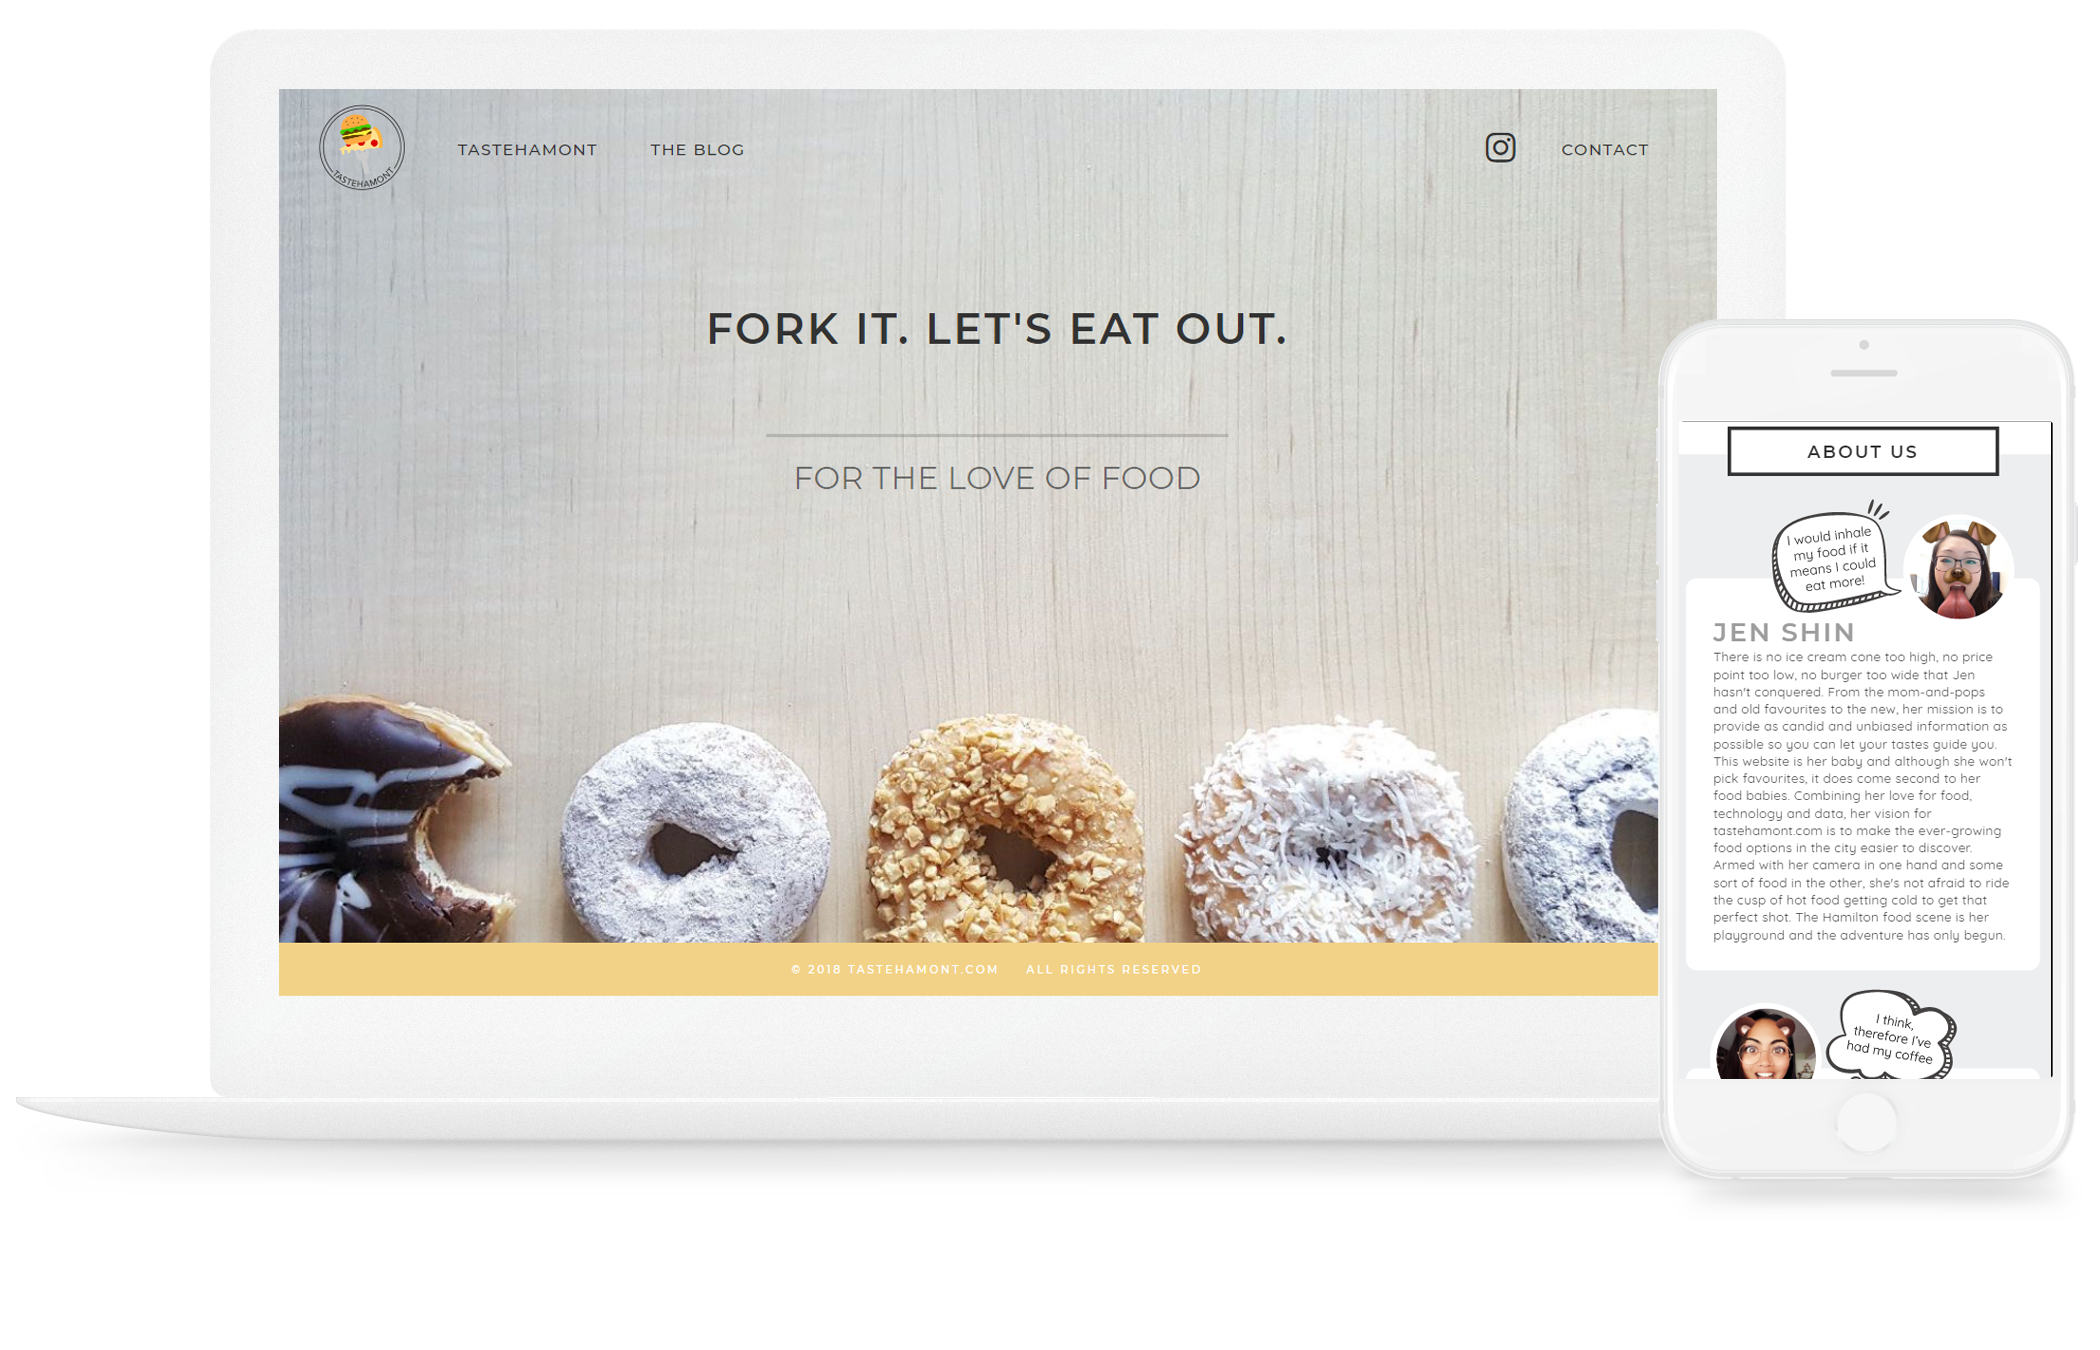 TASTEHAMONT
TASTEHAMONT
THE BLOG
CONTACT
FORK IT. LET'S EAT OUT.
FOR THE LOVE OF FOOD
© 2018 TASTEHAMONT.COM ALL RIGHTS RESERVED
ABOUT US
I would inhale
my food if it
means I could
eat more!
JEN SHIN
There is no ice cream cone too high, no price
point too low, no burger too wide that Jen
hasn't conquered. From the mom-and-pops
and old favourites to the new, her mission is to
provide as candid and unbiased information as
possible so you can let your tastes guide you.
This website is her baby and although she won't
pick favourites, it does come second to her
food babies. Combining her love for food,
technology and data, her vision for
tastehamont.com is to make the ever-growing
food options in the city easier to discover.
Armed with her camera in one hand and some
sort of food in the other, she's not afraid to ride
the cusp of hot food getting cold to get that
perfect shot. The Hamilton food scene is her
playground and the adventure has only begun.
I think,
therefore I've
had my coffee